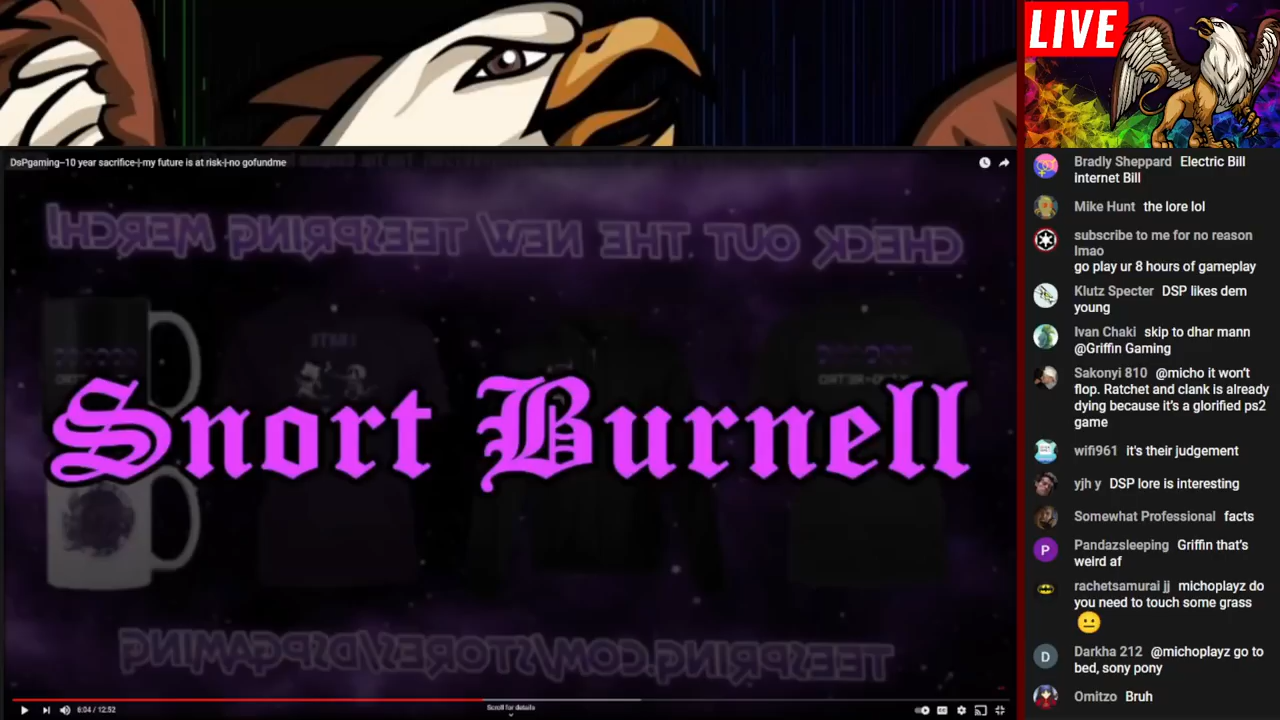 LIVE
DsPgaming--10 year sacrifice-|-my future is at risk-|-no gofundme
CHECK OUT THE NEW TEESPRING MERCH!
Snort Burnell
TEESPRING.COM/STORES/DSPGAMING
6:04 / 12:52
Scroll for details
Bradly Sheppard Electric Bill
internet Bill
Mike Hunt the lore lol
subscribe to me for no reason
lmao
go play ur 8 hours of gameplay
Klutz Specter DSP likes dem
young
Ivan Chaki skip to dhar mann
@Griffin Gaming
Sakonyi 810 @micho it won't
flop. Ratchet and clank is already
dying because it's a glorified ps2
game
wifi961 it's their judgement
yjh y DSP lore is interesting
Somewhat Professional facts
P
Pandazsleeping Griffin that's
weird af
rachetsamurai jj michoplayz do
you need to touch some grass
😐
D
Darkha 212 @michoplayz go to
bed, sony pony
Omitzo Bruh